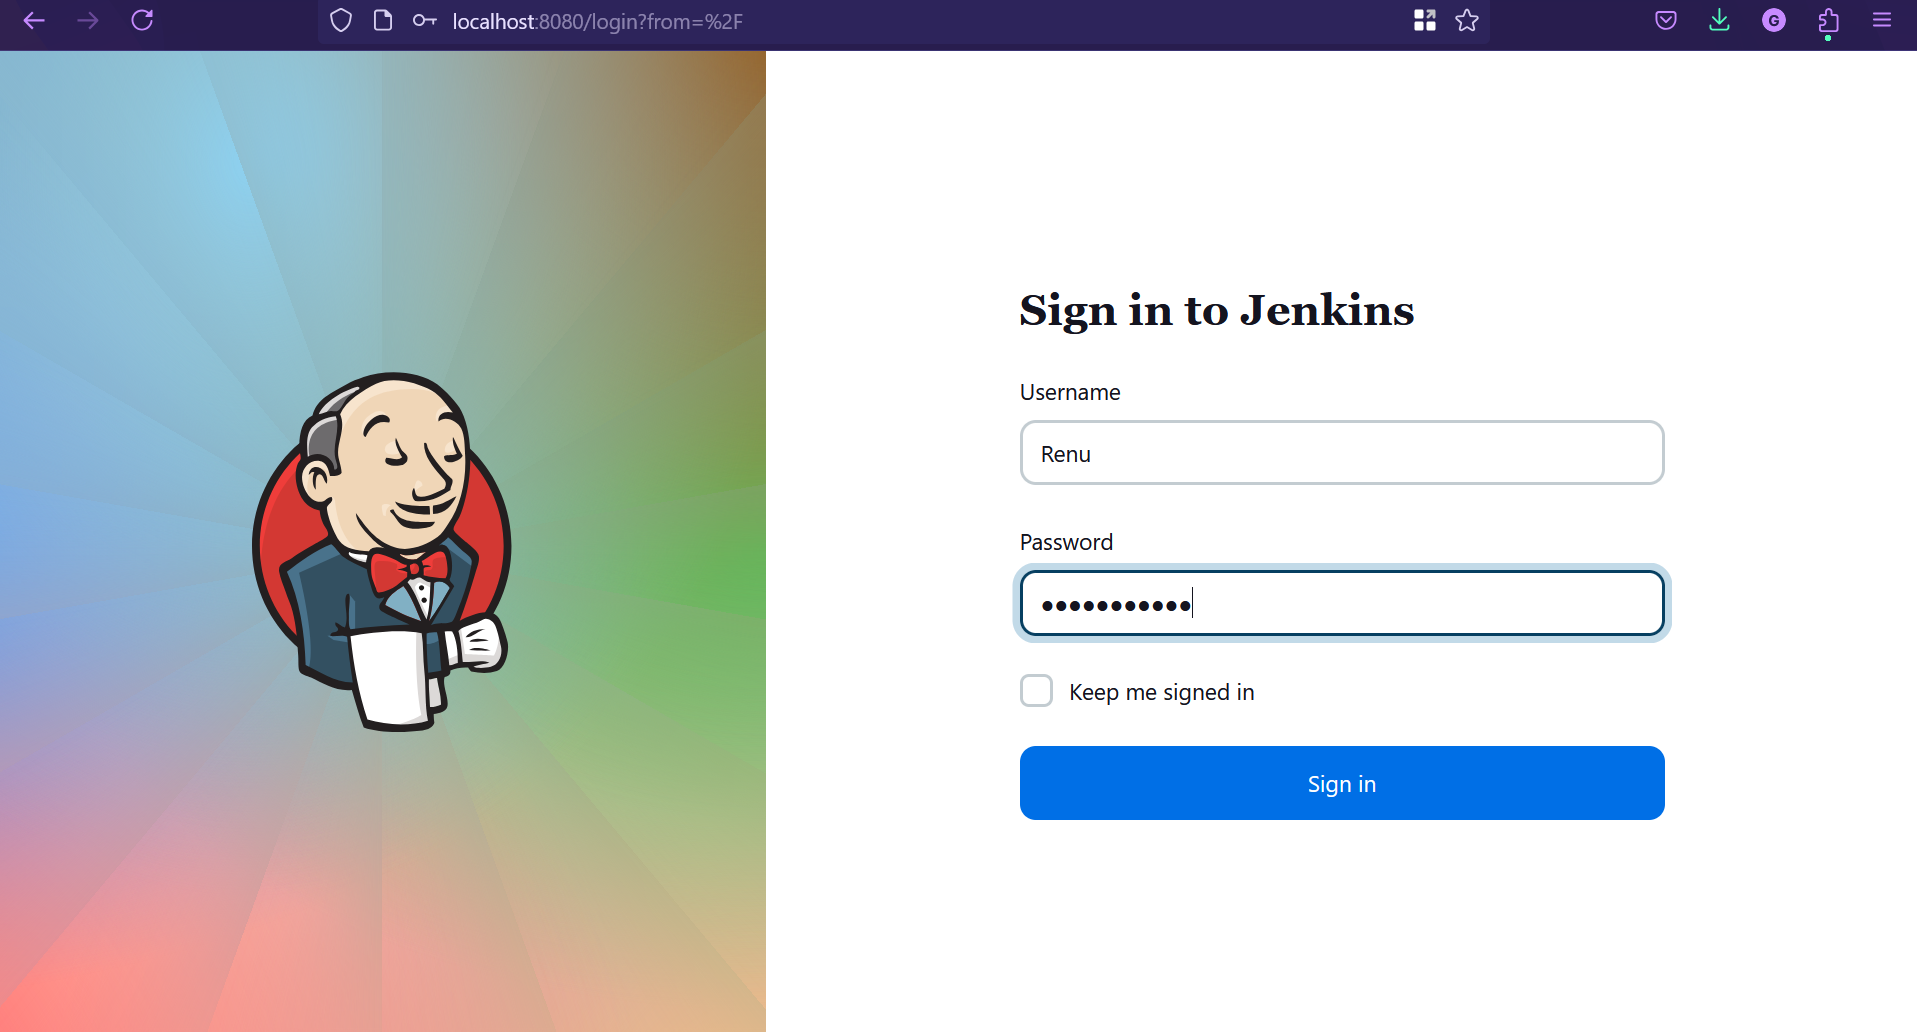 localhost:8080/login?from=%2F
G
Sign in to Jenkins
Username
Renu
Password
•••••••••••
Keep me signed in
Sign in